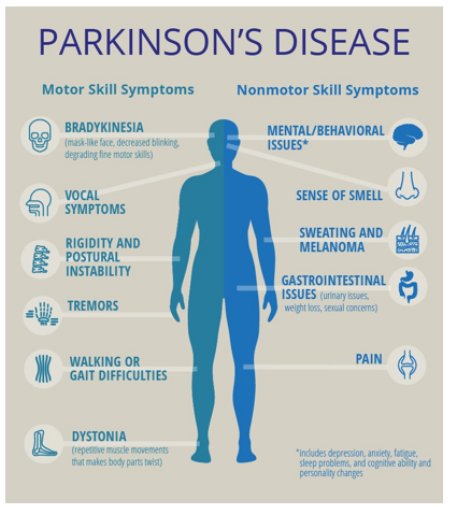 PARKINSON'S DISEASE
Motor Skill Symptoms
BRADYKINESIA
(mask-like face, decreased blinking,
degrading fine motor skills)
VOCAL
SYMPTOMS
RIGIDITY AND
POSTURAL
INSTABILITY
TREMORS
WALKING OR
GAIT DIFFICULTIES
DYSTONIA
(repetitive muscle movements
that makes body parts twist)
Nonmotor Skill Symptoms
MENTAL/BEHAVIORAL
ISSUES*
SENSE OF SMELL
SWEATING AND
MELANOMA
GASTROINTESTINAL
ISSUES (urinary issues,
weight loss, sexual concerns)
PAIN
*includes depression, anxiety, fatigue,
sleep problems, and cognitive ability and
personality changes